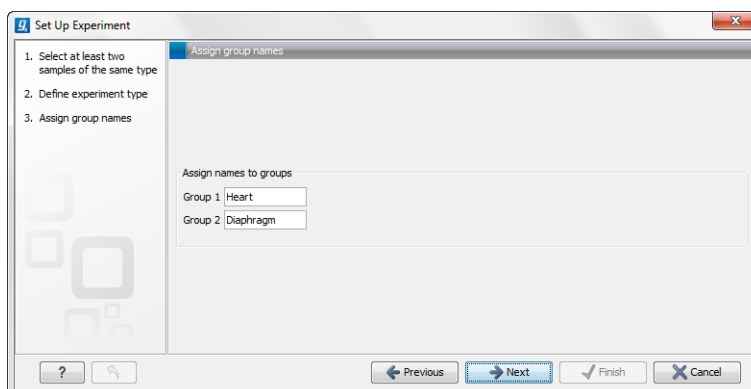 Set Up Experiment
1. Select at least two
samples of the same type
2. Define experiment type
3. Assign group names
Assign group names
Assign names to groups
Group 1 Heart
Group 2 Diaphragm
?
Previous
Next
Finish
Cancel